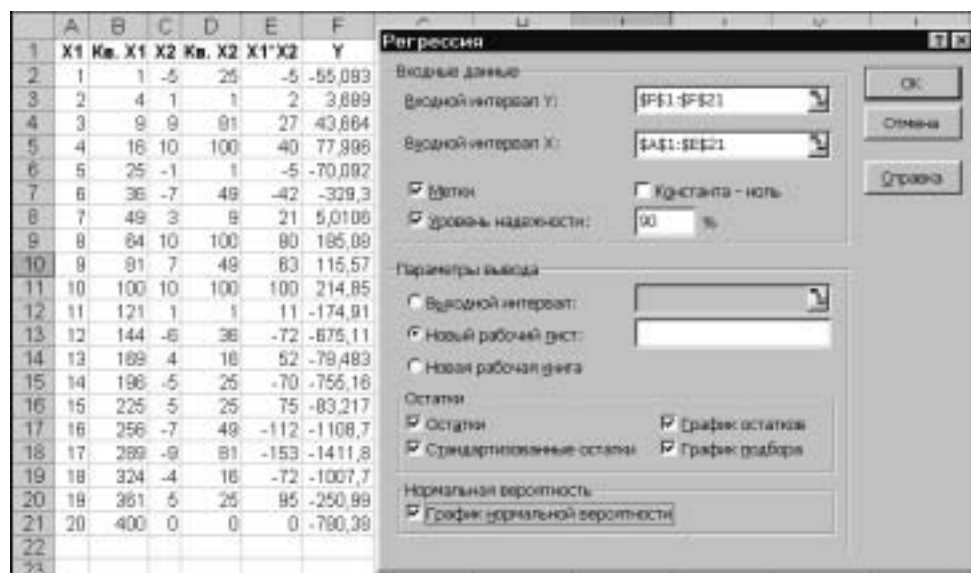 A B C D E F
1 X1 Кв. X1 X2 Кв. X2 X1*X2 Y
2 1 1 -5 25 -5 -55,093
3 2 4 1 1 2 3,699
4 3 9 9 81 27 43,664
5 4 16 10 100 40 77,996
6 5 25 -1 1 -5 -70,092
7 6 36 -7 49 -42 -329,3
8 7 49 3 9 21 5,0106
9 8 64 10 100 80 185,09
10 9 81 7 49 63 115,57
11 10 100 10 100 100 214,85
12 11 121 1 1 11 -174,91
13 12 144 -6 36 -72 -675,11
14 13 169 4 16 52 -79,483
15 14 196 -5 25 -70 -755,16
16 15 225 5 25 75 -83,217
17 16 256 -7 49 -112 -1108,7
18 17 289 -9 81 -153 -1411,8
19 18 324 -4 16 -72 -1007,7
20 19 361 5 25 95 -250,99
21 20 400 0 0 0 -780,39
22
23
Регрессия
Входные данные
Входной интервал Y: $F$1:$F$21
Входной интервал X: $A$1:$E$21
Метки Константа - ноль
Уровень надежности: 90 %
OK
Отмена
Справка
Параметры вывода
Выходной интервал:
Новый рабочий лист:
Новая рабочая книга
Остатки
Остатки График остатков
Стандартизованные остатки График подбора
Нормальная вероятность
График нормальной вероятности